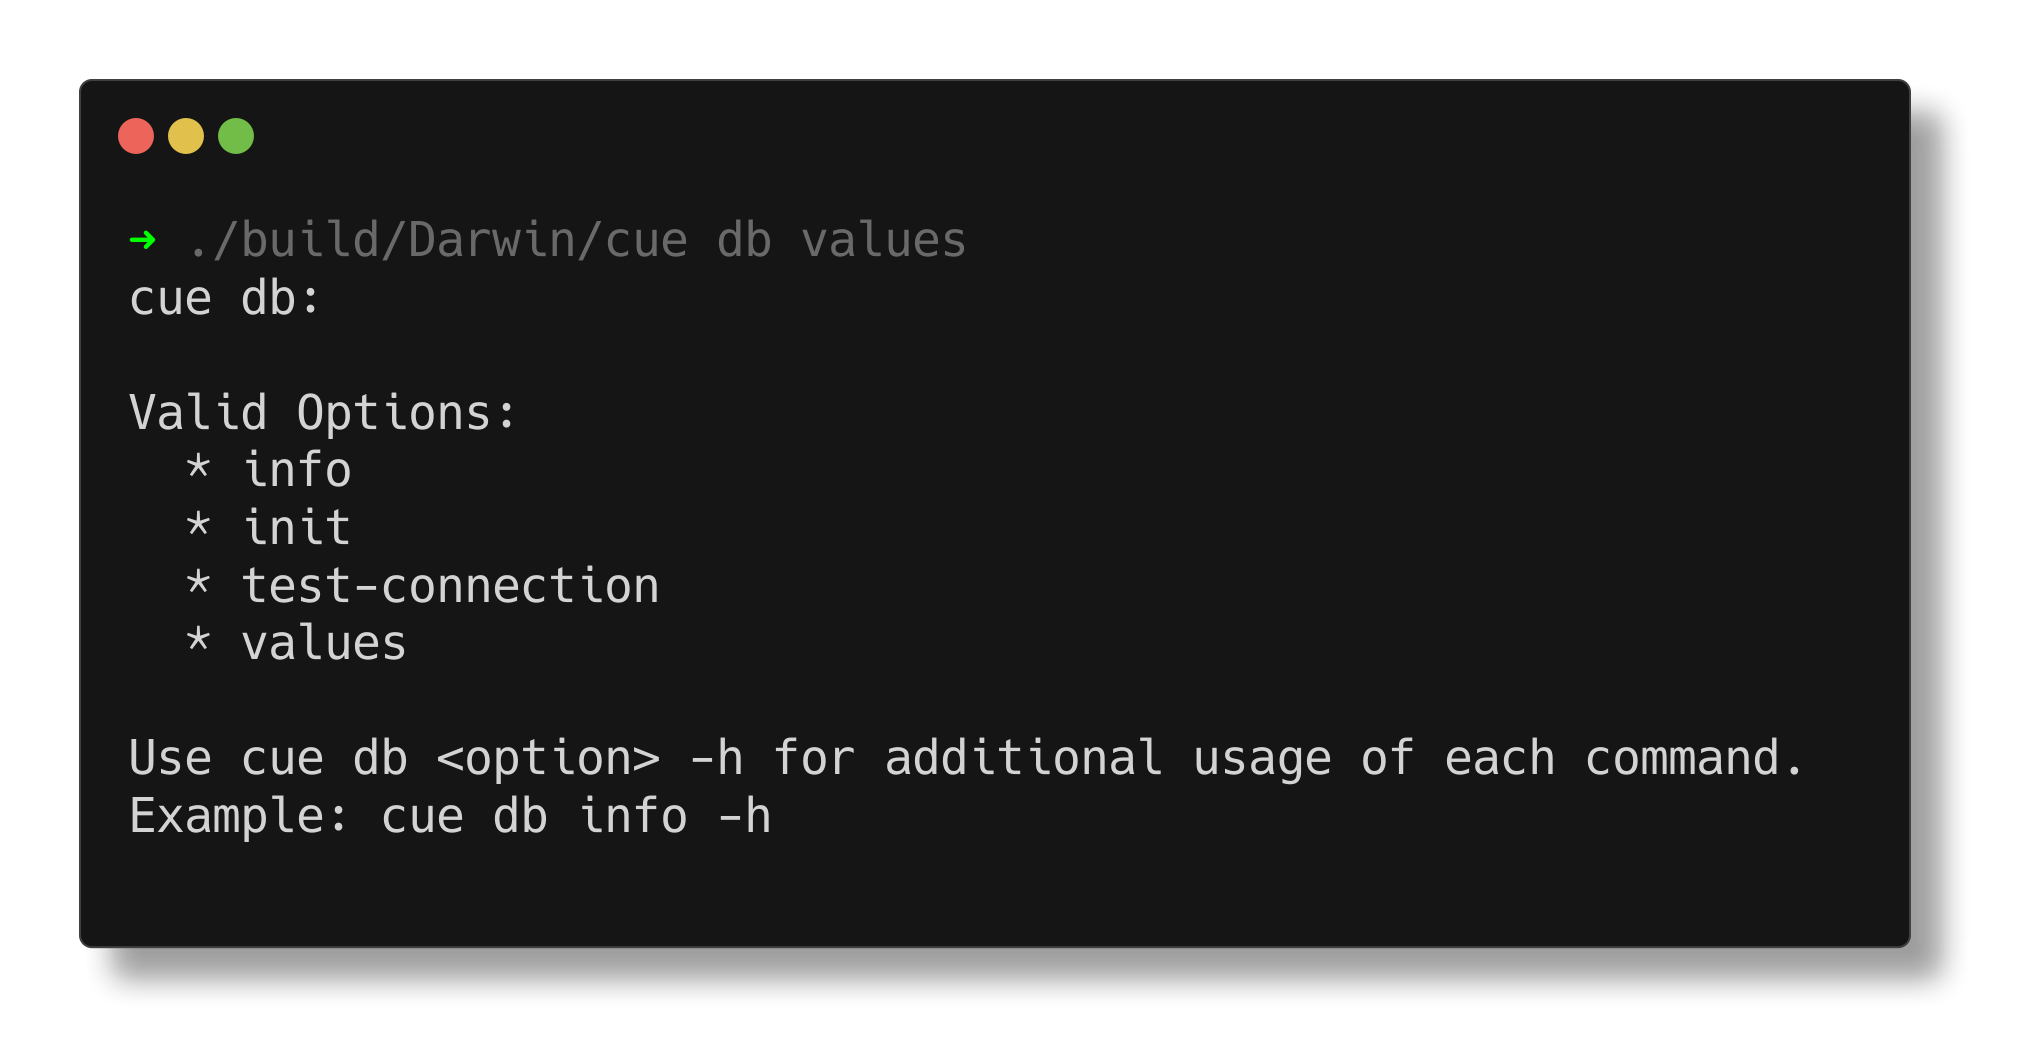 ➜ ./build/Darwin/cue db values
cue db:

Valid Options:
  * info
  * init
  * test-connection
  * values

Use cue db <option> -h for additional usage of each command.
Example: cue db info -h